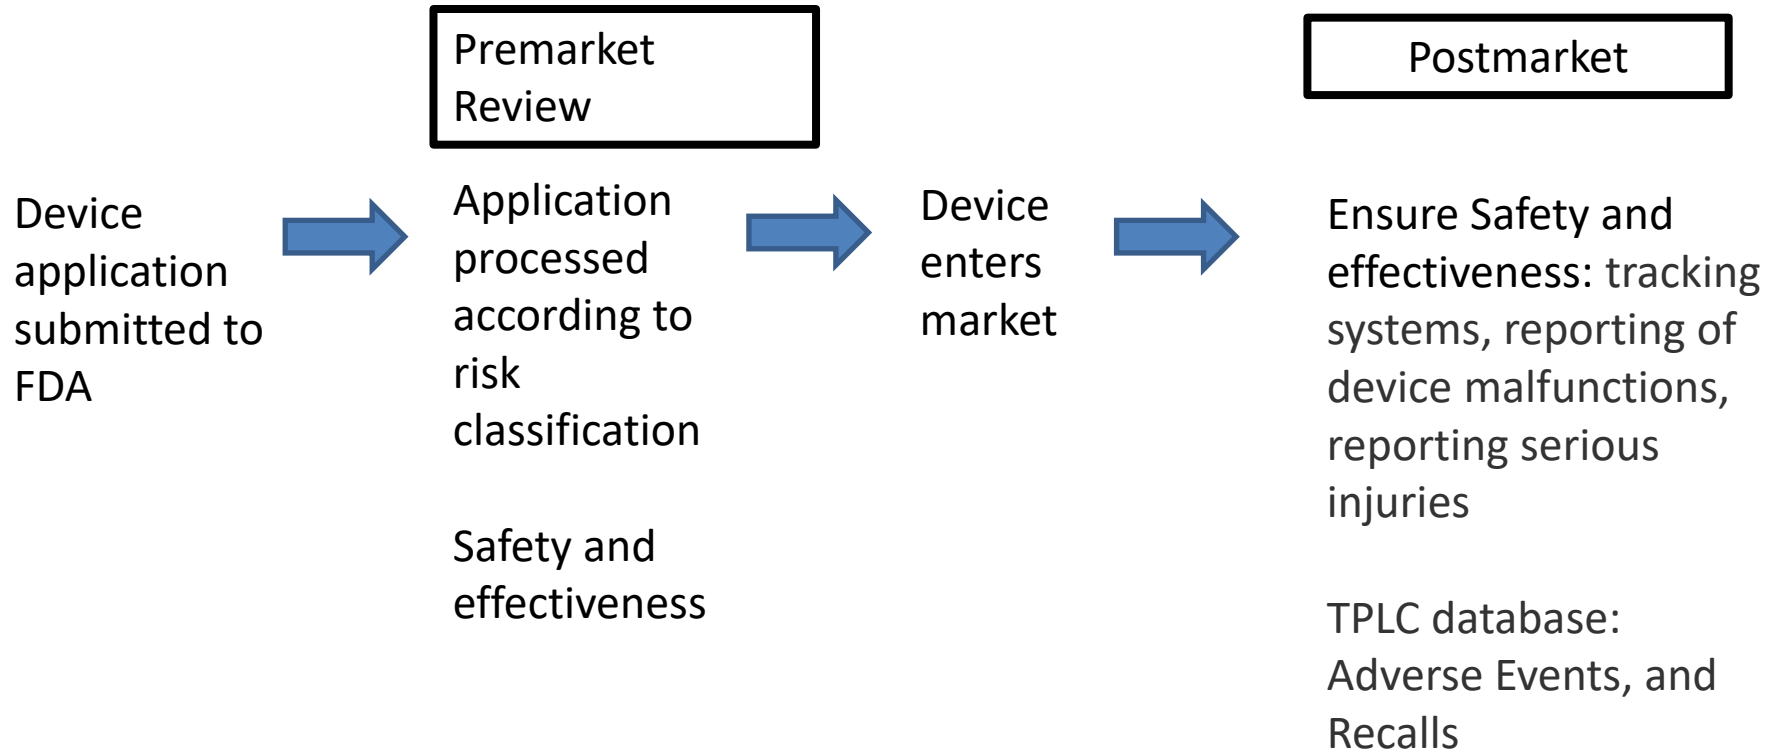 Premarket
Review
Postmarket
Device
application
submitted to
FDA
Application
processed
according to
risk
classification
Safety and
effectiveness
Device
enters
market
Ensure Safety and
effectiveness: tracking
systems, reporting of
device malfunctions,
reporting serious
injuries
TPLC database:
Adverse Events, and
Recalls